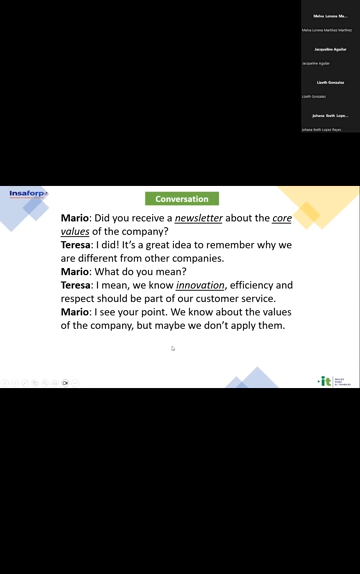 Melva Lorena Ma...
Melva Lorena Martinez Martinez
Jacqueline Aguilar
Jacqueline Aguilar
Lizeth Gonzalez
Lizeth Gonzalez
Johana Ibeth Lope...
Johana Ibeth Lopez Reyes
Insaforp
Conversation
Mario: Did you receive a newsletter about the core
values of the company?
Teresa: I did! It's a great idea to remember why we
are different from other companies.
Mario: What do you mean?
Teresa: I mean, we know innovation, efficiency and
respect should be part of our customer service.
Mario: I see your point. We know about the values
of the company, but maybe we don't apply them.
it